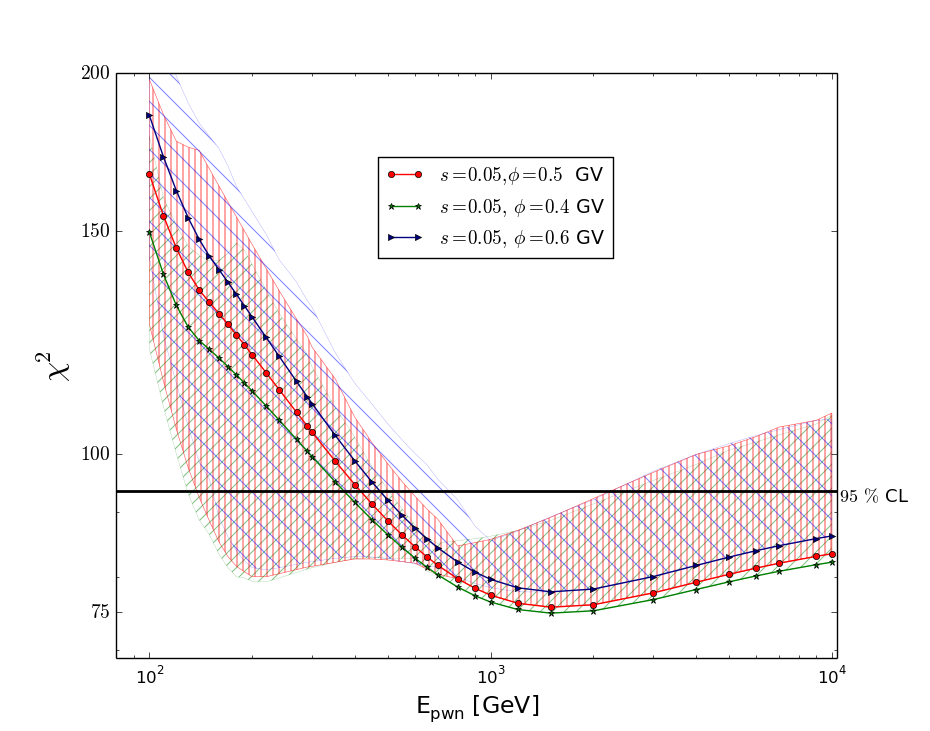 200
150
100
75
χ²
s=0.05,φ=0.5 GV
s=0.05, φ=0.4 GV
s=0.05, φ=0.6 GV
95 % CL
10² 10³ 10⁴
E_pwn [GeV]